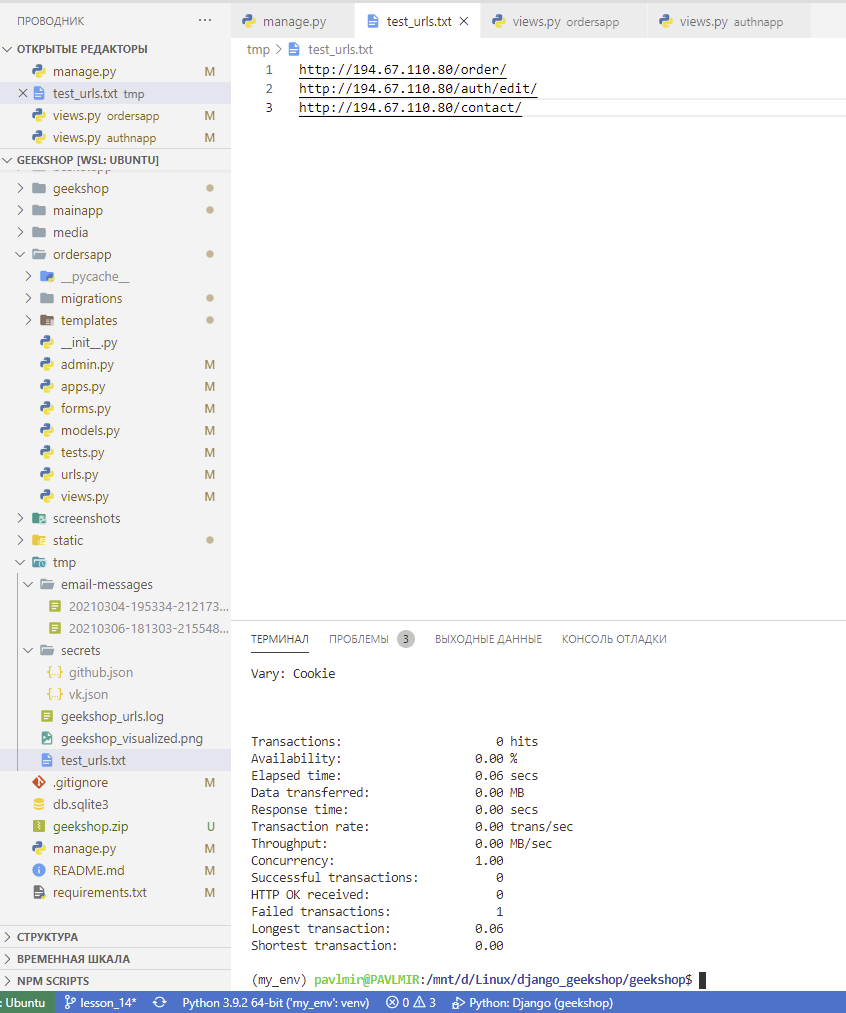 ПРОВОДНИК
ОТКРЫТЫЕ РЕДАКТОРЫ
manage.py M
test_urls.txt tmp
views.py ordersapp M
views.py authnapp M
GEEKSHOP [WSL: UBUNTU]
geekshop
mainapp
media
ordersapp
__pycache__
migrations
templates
__init__.py
admin.py M
apps.py M
forms.py M
models.py M
tests.py M
urls.py M
views.py M
screenshots
static
tmp
email-messages
20210304-195334-212173...
20210306-181303-215548...
secrets
github.json
vk.json
geekshop_urls.log
geekshop_visualized.png
test_urls.txt
.gitignore M
db.sqlite3
geekshop.zip U
manage.py M
README.md M
requirements.txt M
СТРУКТУРА
ВРЕМЕННАЯ ШКАЛА
NPM SCRIPTS
manage.py test_urls.txt views.py ordersapp views.py authnapp
tmp > test_urls.txt
1 http://194.67.110.80/order/
2 http://194.67.110.80/auth/edit/
3 http://194.67.110.80/contact/
ТЕРМИНАЛ ПРОБЛЕМЫ 3 ВЫХОДНЫЕ ДАННЫЕ КОНСОЛЬ ОТЛАДКИ
Vary: Cookie
Transactions: 0 hits
Availability: 0.00 %
Elapsed time: 0.06 secs
Data transferred: 0.00 MB
Response time: 0.00 secs
Transaction rate: 0.00 trans/sec
Throughput: 0.00 MB/sec
Concurrency: 1.00
Successful transactions: 0
HTTP OK received: 0
Failed transactions: 1
Longest transaction: 0.06
Shortest transaction: 0.00
(my_env) pavlmir@PAVLMIR:/mnt/d/Linux/django_geekshop/geekshop$
: Ubuntu lesson_14* Python 3.9.2 64-bit ('my_env': venv) 0 3 Python: Django (geekshop)